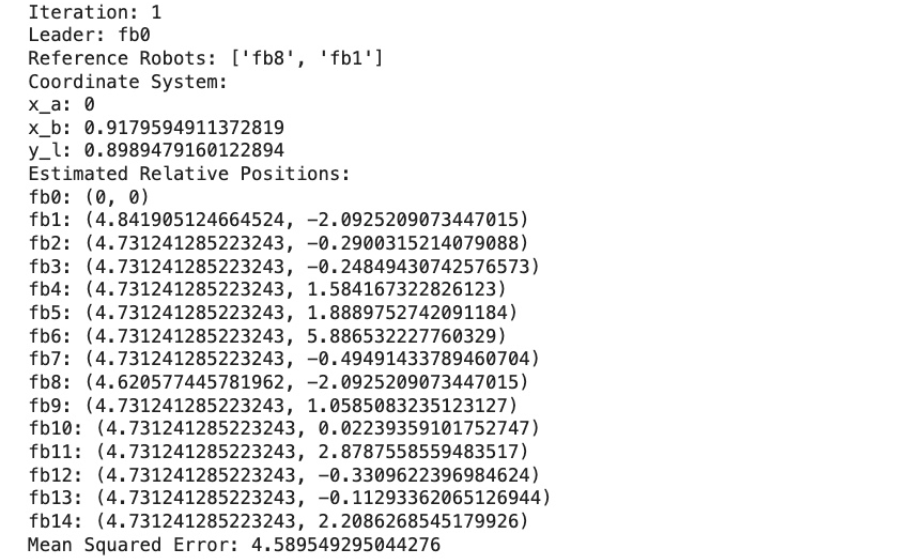 Iteration: 1
Leader: fb0
Reference Robots: ['fb8', 'fb1']
Coordinate System:
x_a: 0
x_b: 0.9179594911372819
y_l: 0.8989479160122894
Estimated Relative Positions:
fb0: (0, 0)
fb1: (4.841905124664524, -2.0925209073447015)
fb2: (4.731241285223243, -0.2900315214079088)
fb3: (4.731241285223243, -0.24849430742576573)
fb4: (4.731241285223243, 1.584167322826123)
fb5: (4.731241285223243, 1.8889752742091184)
fb6: (4.731241285223243, 5.886532227760329)
fb7: (4.731241285223243, -0.49491433789460704)
fb8: (4.620577445781962, -2.0925209073447015)
fb9: (4.731241285223243, 1.0585083235123127)
fb10: (4.731241285223243, 0.02239359101752747)
fb11: (4.731241285223243, 2.8787558559483517)
fb12: (4.731241285223243, -0.3309622396984624)
fb13: (4.731241285223243, -0.11293362065126944)
fb14: (4.731241285223243, 2.2086268545179926)
Mean Squared Error: 4.589549295044276